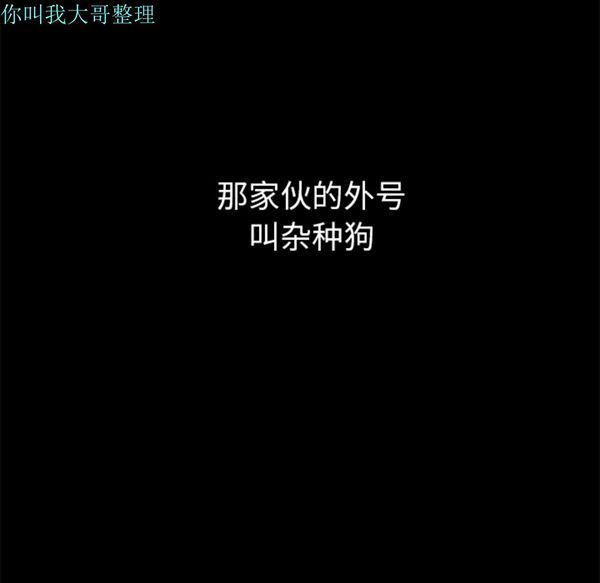 你叫我大哥整理
那家伙的外号
叫杂种狗